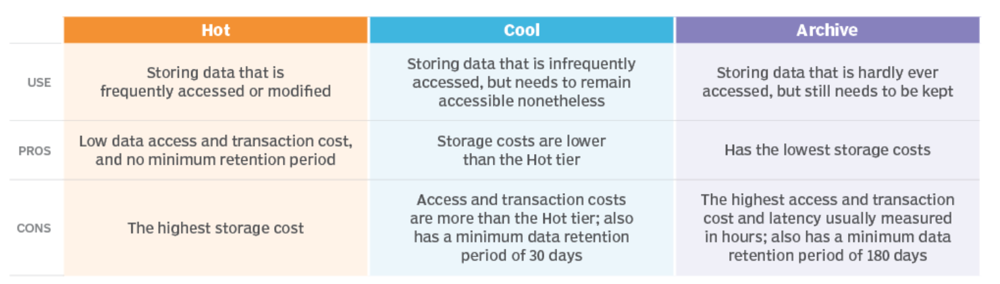 Hot
Cool
Archive
USE
Storing data that is
frequently accessed or modified
Storing data that is infrequently
accessed, but needs to remain
accessible nonetheless
Storing data that is hardly ever
accessed, but still needs to be kept
PROS
Low data access and transaction cost,
and no minimum retention period
Storage costs are lower
than the Hot tier
Has the lowest storage costs
CONS
The highest storage cost
Access and transaction costs
are more than the Hot tier; also
has a minimum data retention
period of 30 days
The highest access and transaction
cost and latency usually measured
in hours; also has a minimum data
retention period of 180 days